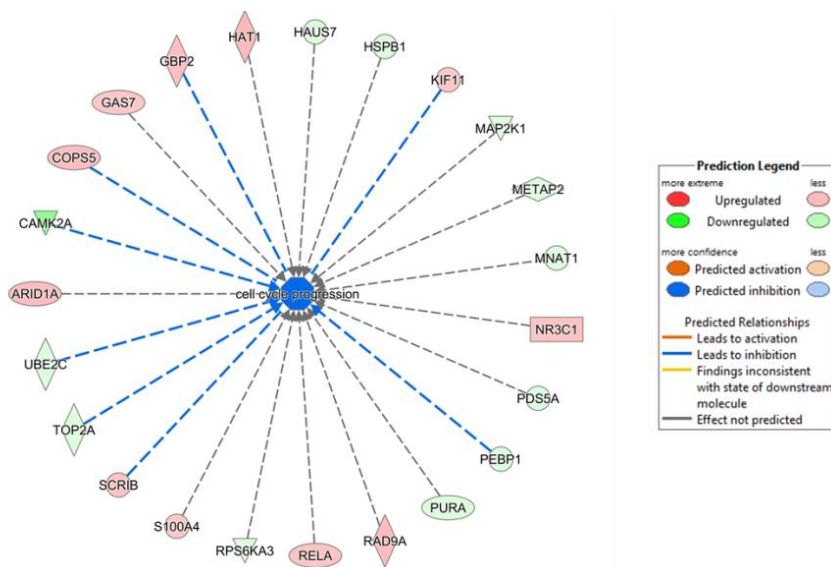 HAT1
HAUS7
HSPB1
GBP2
KIF11
GAS7
MAP2K1
COPS5
METAP2
CAMK2A
MNAT1
ARID1A
cell cycle progression
NR3C1
UBE2C
PDS5A
TOP2A
PEBP1
SCRIB
PURA
S100A4
RPS6KA3
RELA
RAD9A
Prediction Legend
more extreme less
Upregulated
Downregulated
more confidence less
Predicted activation
Predicted inhibition
Predicted Relationships
Leads to activation
Leads to inhibition
Findings inconsistent
with state of downstream
molecule
Effect not predicted